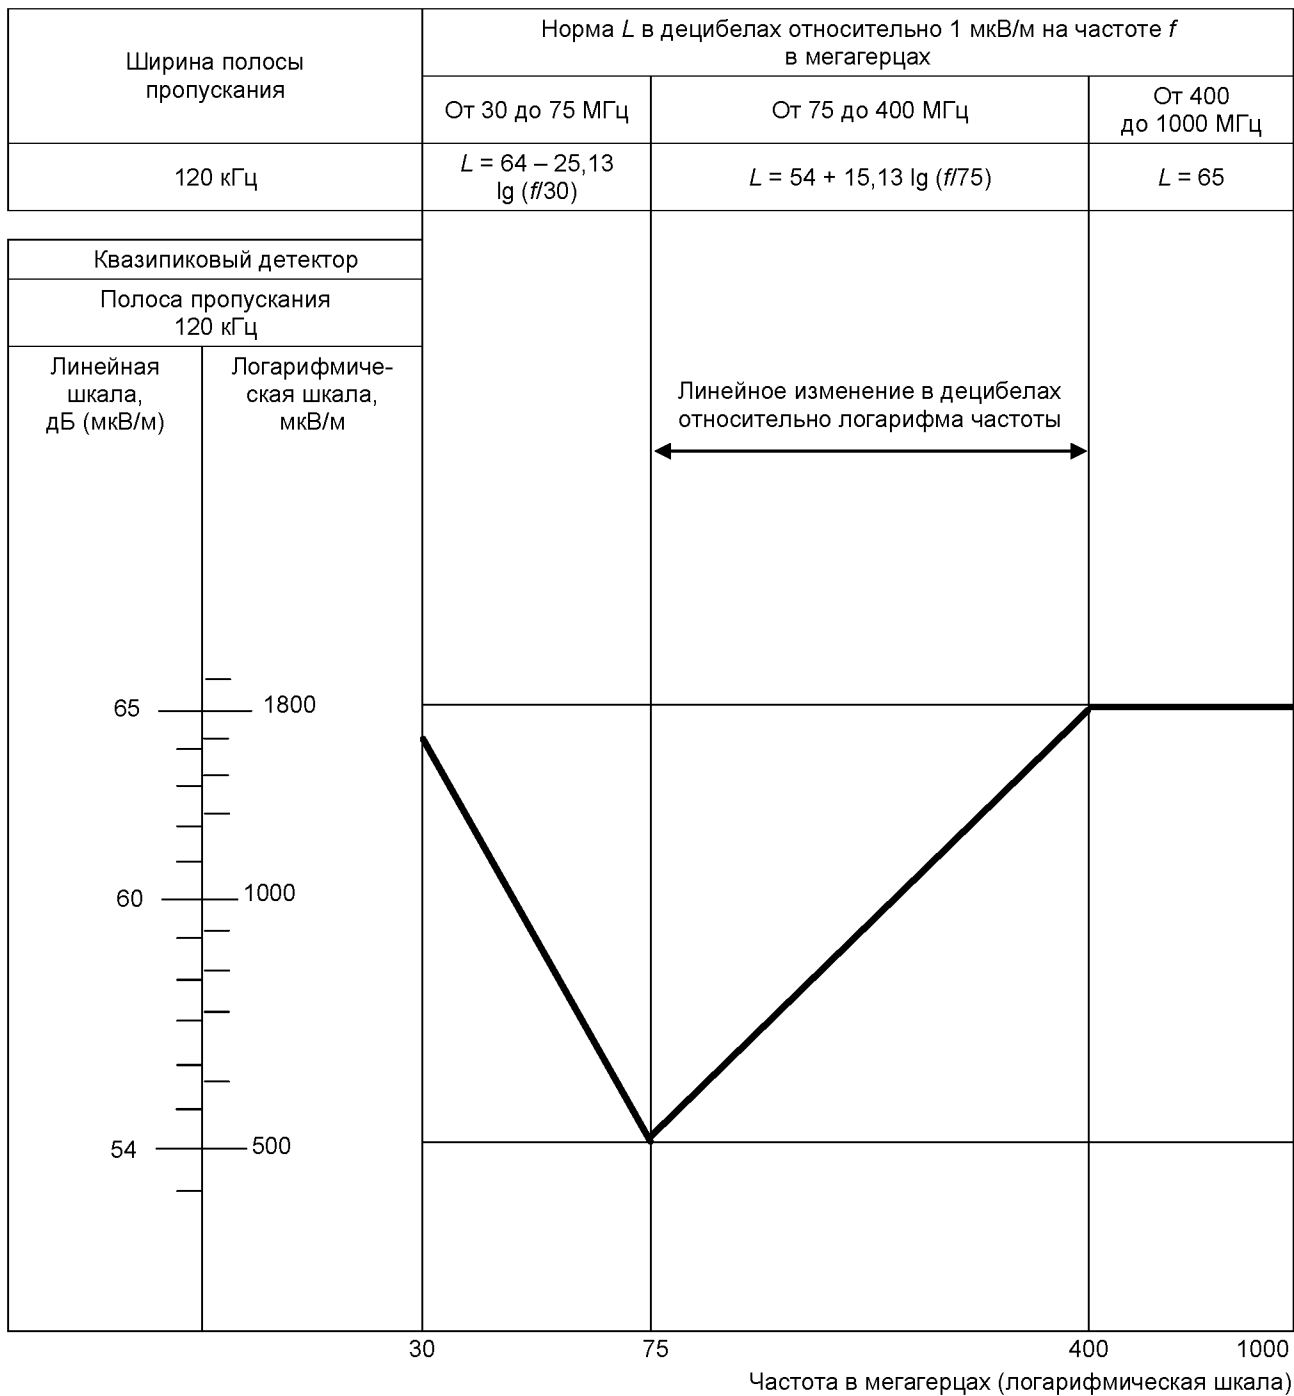 Ширина полосы
пропускания
Норма L в децибелах относительно 1 мкВ/м на частоте f
в мегагерцах
От 30 до 75 МГц
От 75 до 400 МГц
От 400
до 1000 МГц
120 кГц
L = 64 – 25,13
lg (f/30)
L = 54 + 15,13 lg (f/75)
L = 65
Квазипиковый детектор
Полоса пропускания
120 кГц
Линейная
шкала,
дБ (мкВ/м)
Логарифмиче-
ская шкала,
мкВ/м
Линейное изменение в децибелах
относительно логарифма частоты
65
1800
60
1000
54
500
30
75
400
1000
Частота в мегагерцах (логарифмическая шкала)